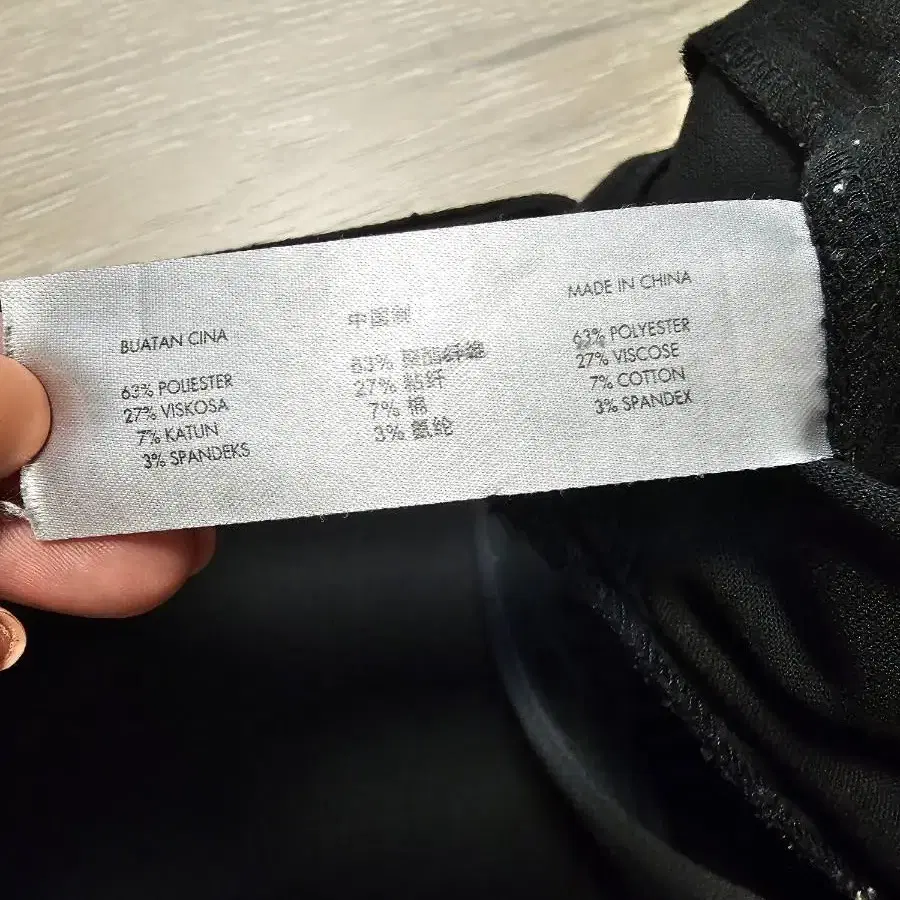 BUATAN CINA
63% POLIESTER
27% VISKOSA
7% KATUN
3% SPANDEKS
中国制
63% 聚酯纤维
27% 粘纤
7% 棉
3% 氨纶
MADE IN CHINA
63% POLYESTER
27% VISCOSE
7% COTTON
3% SPANDEX